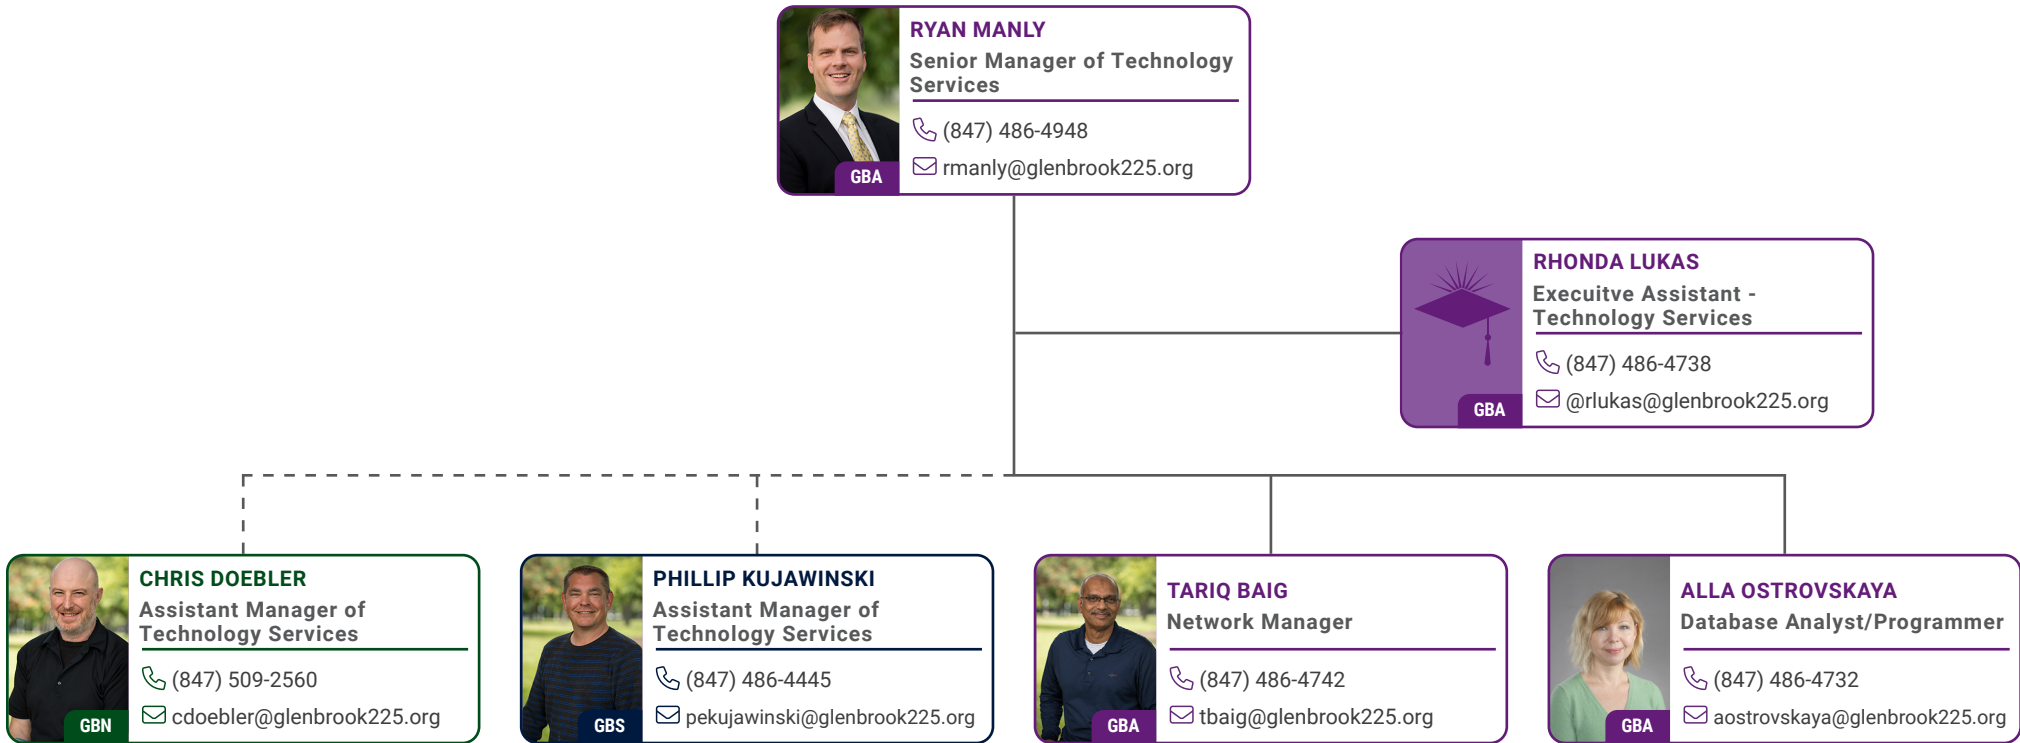 RYAN MANLY
Senior Manager of Technology
Services
(847) 486-4948
rmanly@glenbrook225.org
GBA
RHONDA LUKAS
Execuitve Assistant -
Technology Services
(847) 486-4738
@rlukas@glenbrook225.org
GBA
CHRIS DOEBLER
Assistant Manager of
Technology Services
(847) 509-2560
cdoebler@glenbrook225.org
GBN
PHILLIP KUJAWINSKI
Assistant Manager of
Technology Services
(847) 486-4445
pekujawinski@glenbrook225.org
GBS
TARIQ BAIG
Network Manager
(847) 486-4742
tbaig@glenbrook225.org
GBA
ALLA OSTROVSKAYA
Database Analyst/Programmer
(847) 486-4732
aostrovskaya@glenbrook225.org
GBA